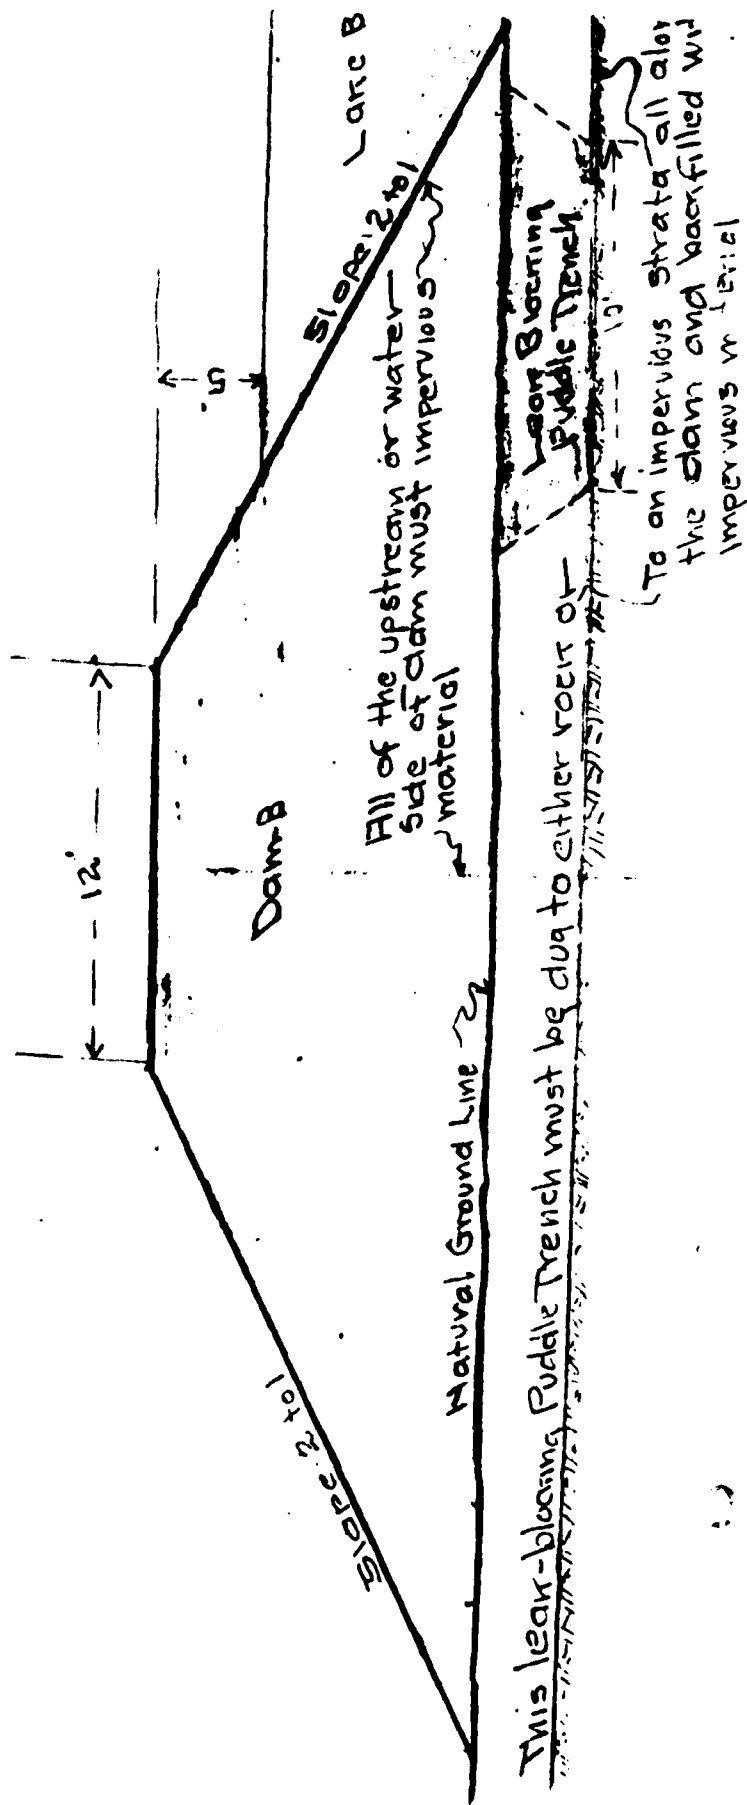 12'
5'
Lake B
Slope: 2 to 1
Slope 2 to 1
Dam-B
All of the upstream or water
side of dam must impervious
material
Natural Ground Line
Leak Blocking
Puddle Trench
10'
This leak-blocking Puddle Trench must be dug to either rock or
To an impervious strata all alon
the dam and backfilled wi
impervious